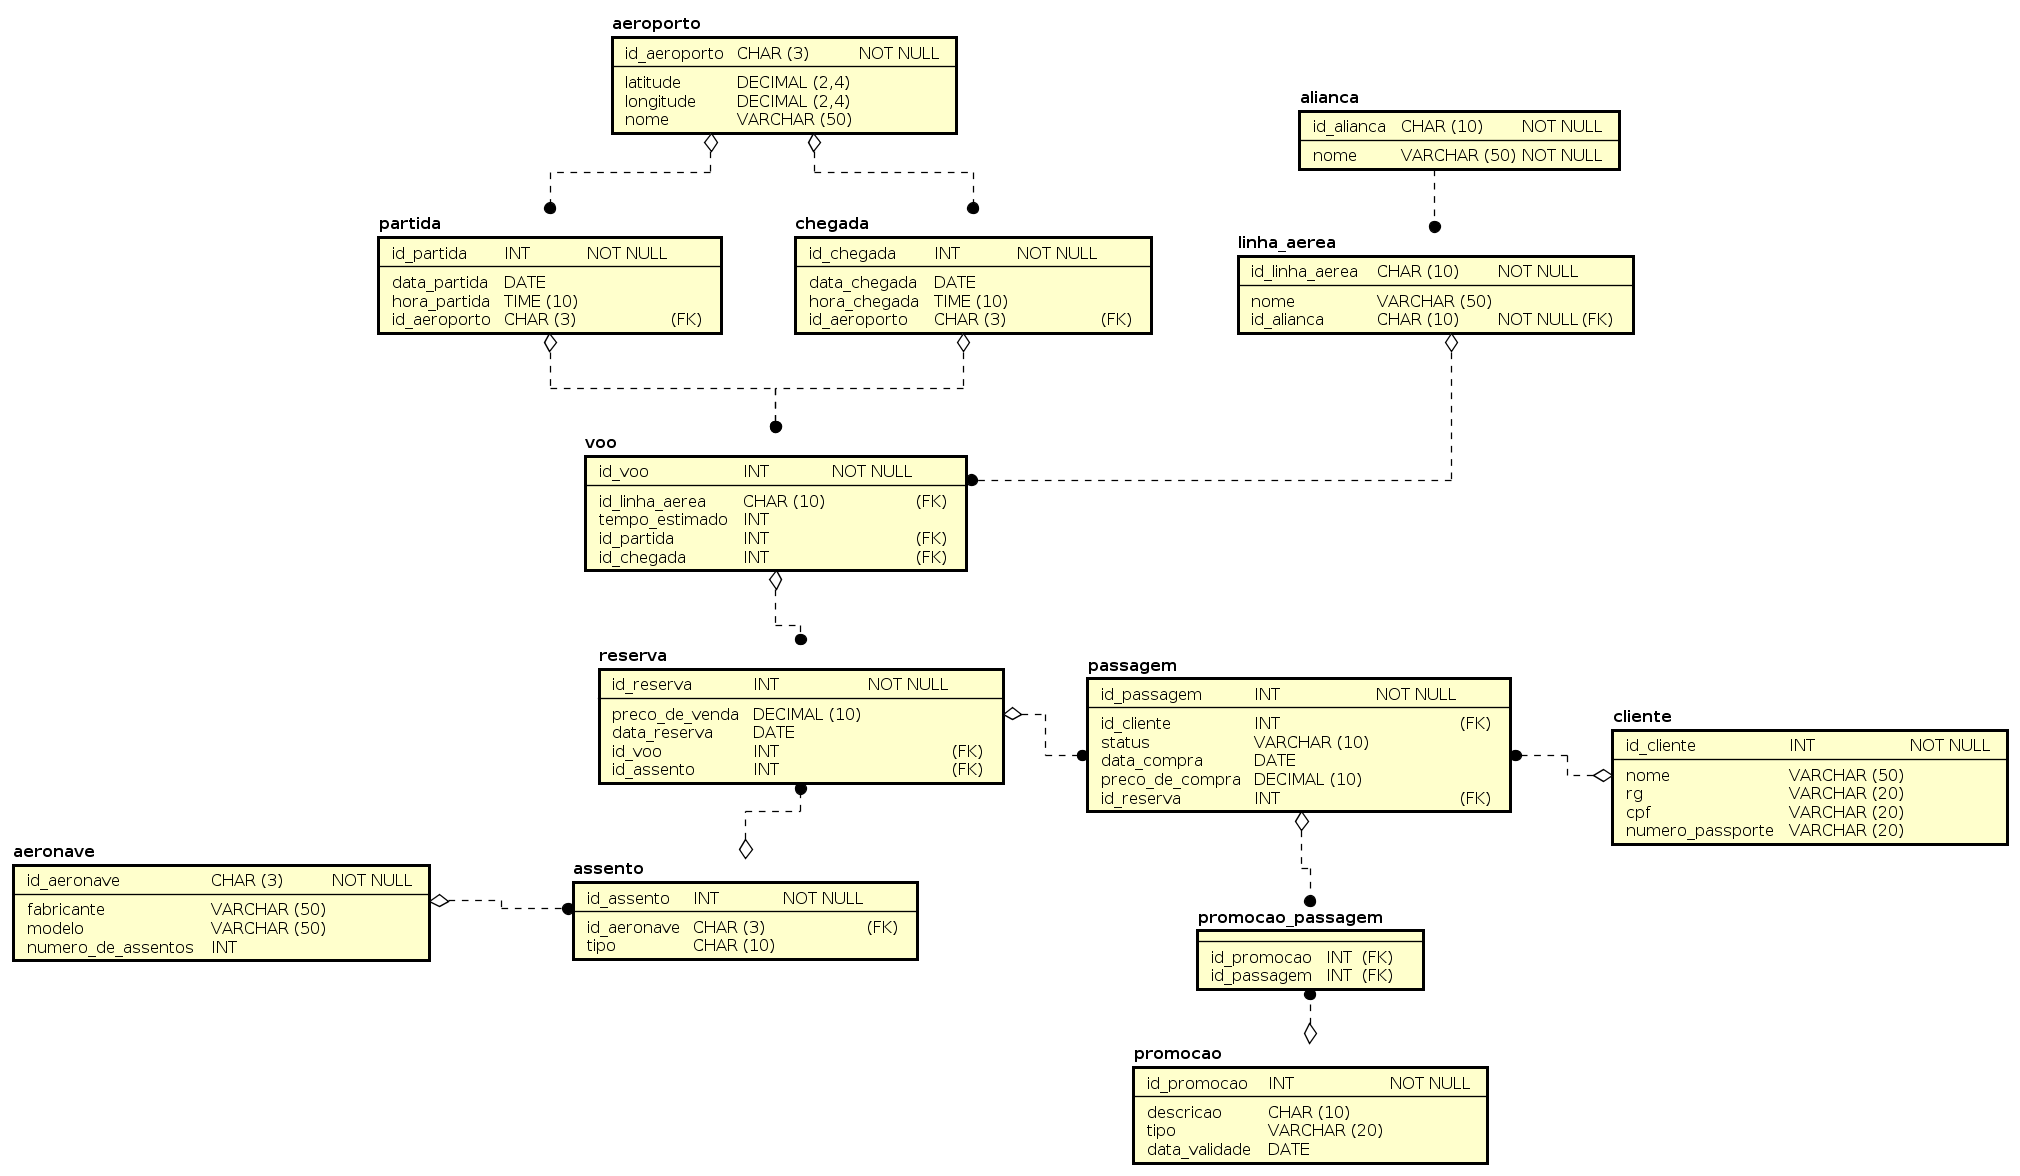 aeroporto
id_aeroporto CHAR (3) NOT NULL
latitude DECIMAL (2,4)
longitude DECIMAL (2,4)
nome VARCHAR (50)
alianca
id_alianca CHAR (10) NOT NULL
nome VARCHAR (50) NOT NULL
partida
id_partida INT NOT NULL
data_partida DATE
hora_partida TIME (10)
id_aeroporto CHAR (3) (FK)
chegada
id_chegada INT NOT NULL
data_chegada DATE
hora_chegada TIME (10)
id_aeroporto CHAR (3) (FK)
linha_aerea
id_linha_aerea CHAR (10) NOT NULL
nome VARCHAR (50)
id_alianca CHAR (10) NOT NULL (FK)
voo
id_voo INT NOT NULL
id_linha_aerea CHAR (10) (FK)
tempo_estimado INT
id_partida INT (FK)
id_chegada INT (FK)
reserva
id_reserva INT NOT NULL
preco_de_venda DECIMAL (10)
data_reserva DATE
id_voo INT (FK)
id_assento INT (FK)
passagem
id_passagem INT NOT NULL
id_cliente INT (FK)
status VARCHAR (10)
data_compra DATE
preco_de_compra DECIMAL (10)
id_reserva INT (FK)
cliente
id_cliente INT NOT NULL
nome VARCHAR (50)
rg VARCHAR (20)
cpf VARCHAR (20)
numero_passporte VARCHAR (20)
aeronave
id_aeronave CHAR (3) NOT NULL
fabricante VARCHAR (50)
modelo VARCHAR (50)
numero_de_assentos INT
assento
id_assento INT NOT NULL
id_aeronave CHAR (3) (FK)
tipo CHAR (10)
promocao_passagem
id_promocao INT (FK)
id_passagem INT (FK)
promocao
id_promocao INT NOT NULL
descricao CHAR (10)
tipo VARCHAR (20)
data_validade DATE